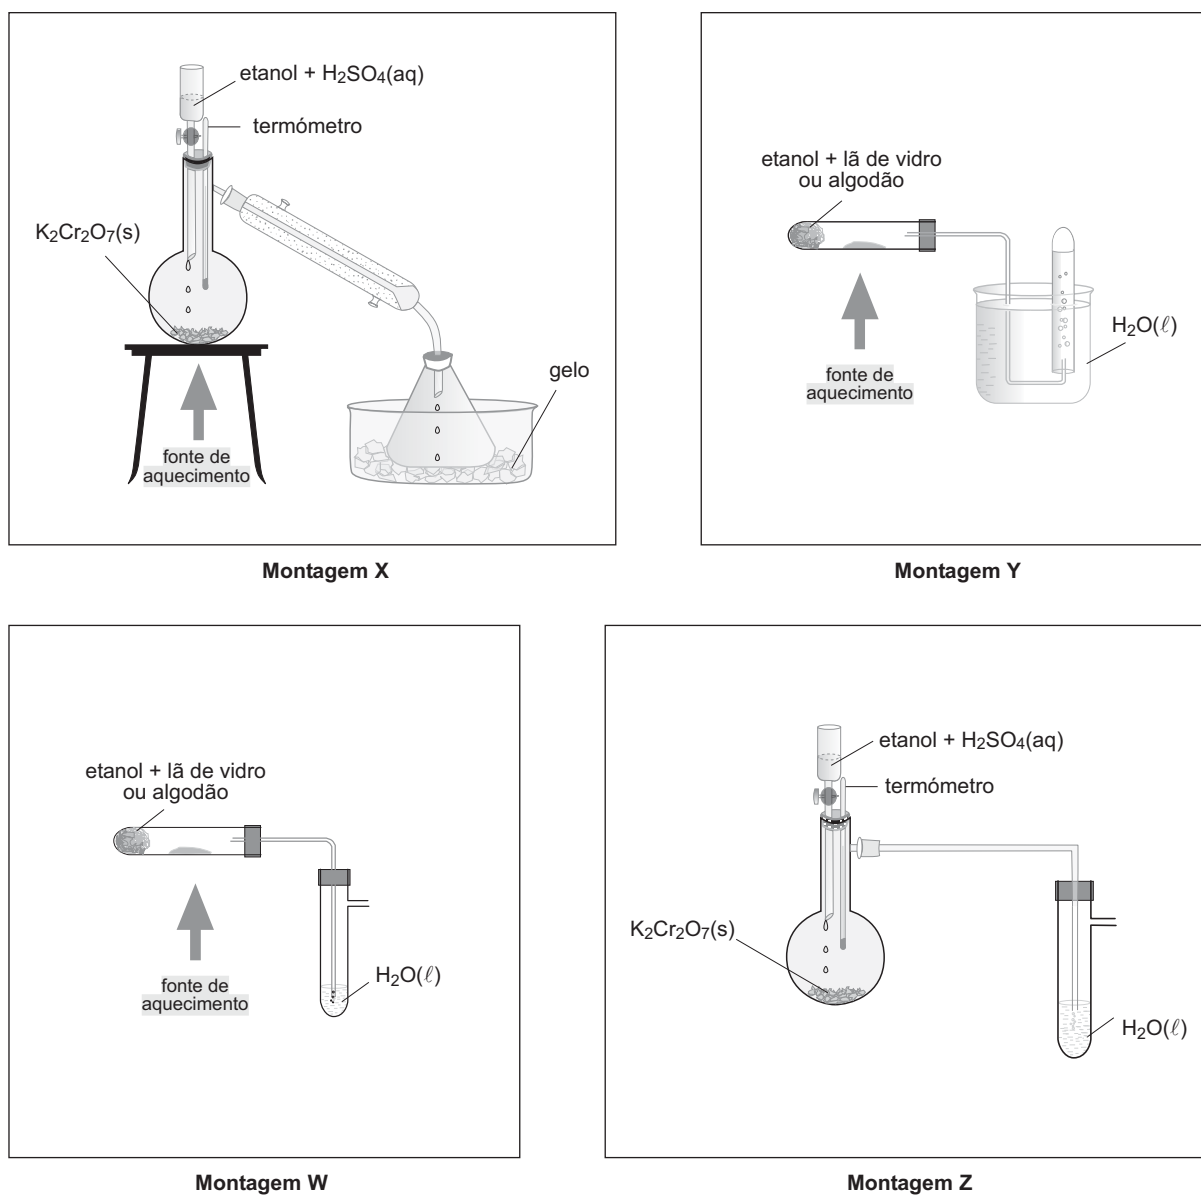 etanol + H₂SO₄(aq)
termómetro
K₂Cr₂O₇(s)
gelo
fonte de
aquecimento
Montagem X
etanol + lã de vidro
ou algodão
H₂O(ℓ)
fonte de
aquecimento
Montagem Y
etanol + lã de vidro
ou algodão
H₂O(ℓ)
fonte de
aquecimento
Montagem W
etanol + H₂SO₄(aq)
termómetro
K₂Cr₂O₇(s)
H₂O(ℓ)
Montagem Z